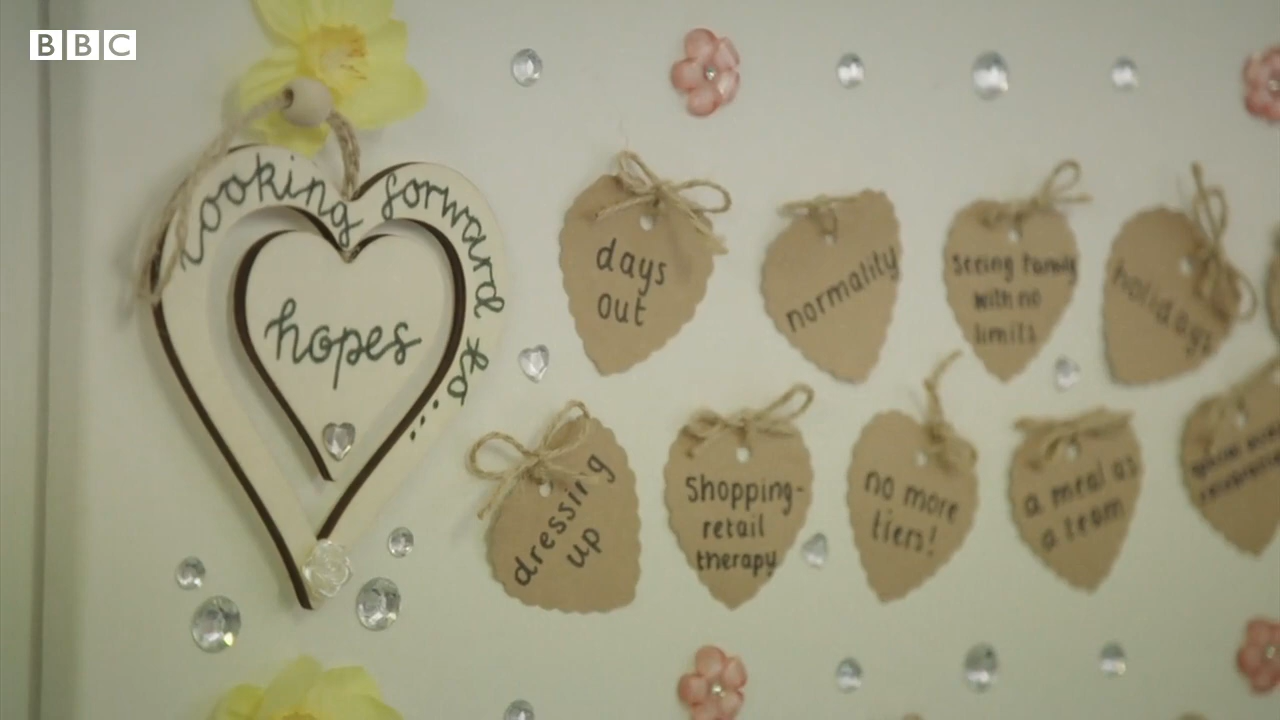 BBC
Looking forward to...
hopes
days
out
normality
Seeing family
with no
limits
holidays
dressing
up
Shopping-
retail
therapy
no more
tiers!
a meal as
a team